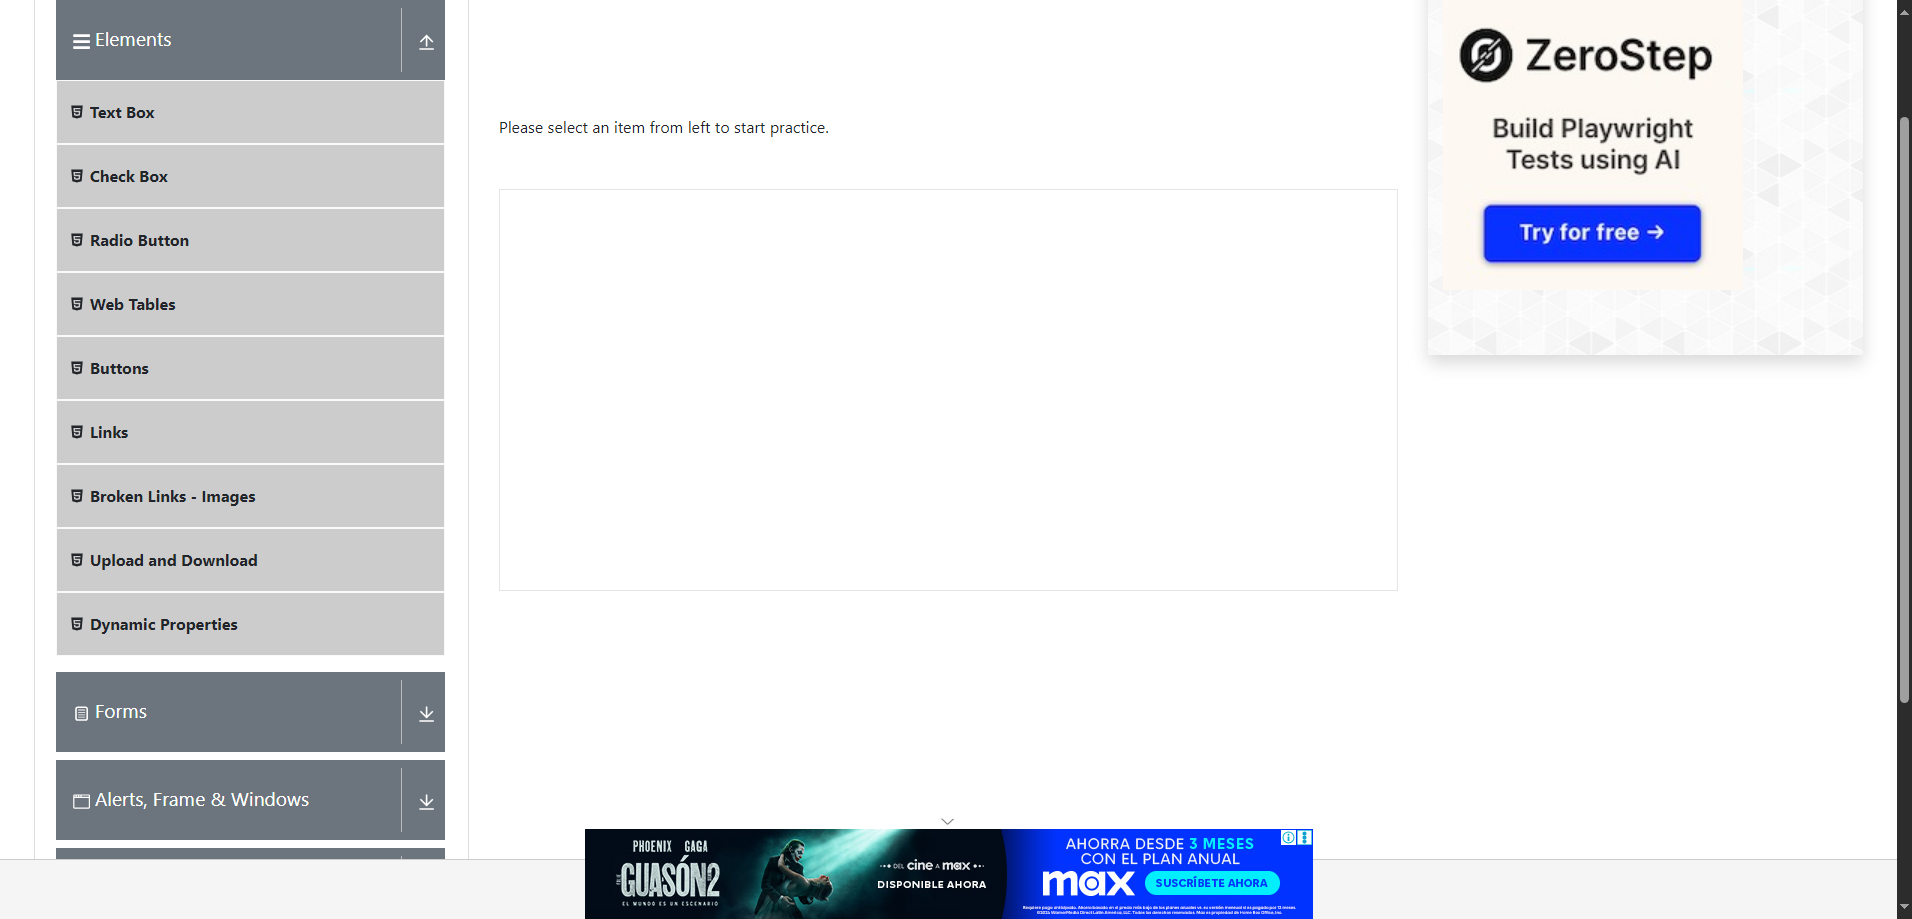 Elements
Text Box
Check Box
Radio Button
Web Tables
Buttons
Links
Broken Links - Images
Upload and Download
Dynamic Properties
Forms
Alerts, Frame & Windows
Please select an item from left to start practice.
ZeroStep
Build Playwright
Tests using AI
Try for free →
PHOENIX GAGA
GUASÓN2
EL MUNDO ES UN ESCENARIO
DEL cine A max
DISPONIBLE AHORA
AHORRA DESDE 3 MESES
CON EL PLAN ANUAL
max SUSCRÍBETE AHORA